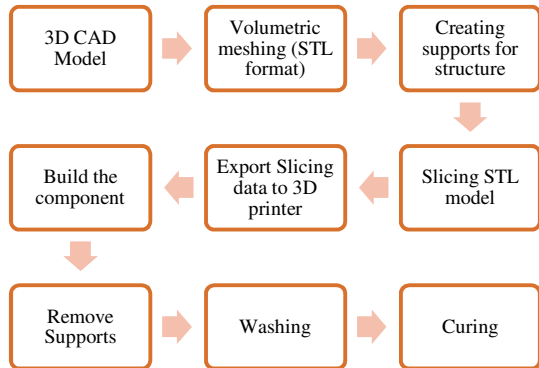 3D CAD
Model
Volumetric
meshing (STL
format)
Creating
supports for
structure
Slicing STL
model
Export Slicing
data to 3D
printer
Build the
component
Remove
Supports
Washing
Curing